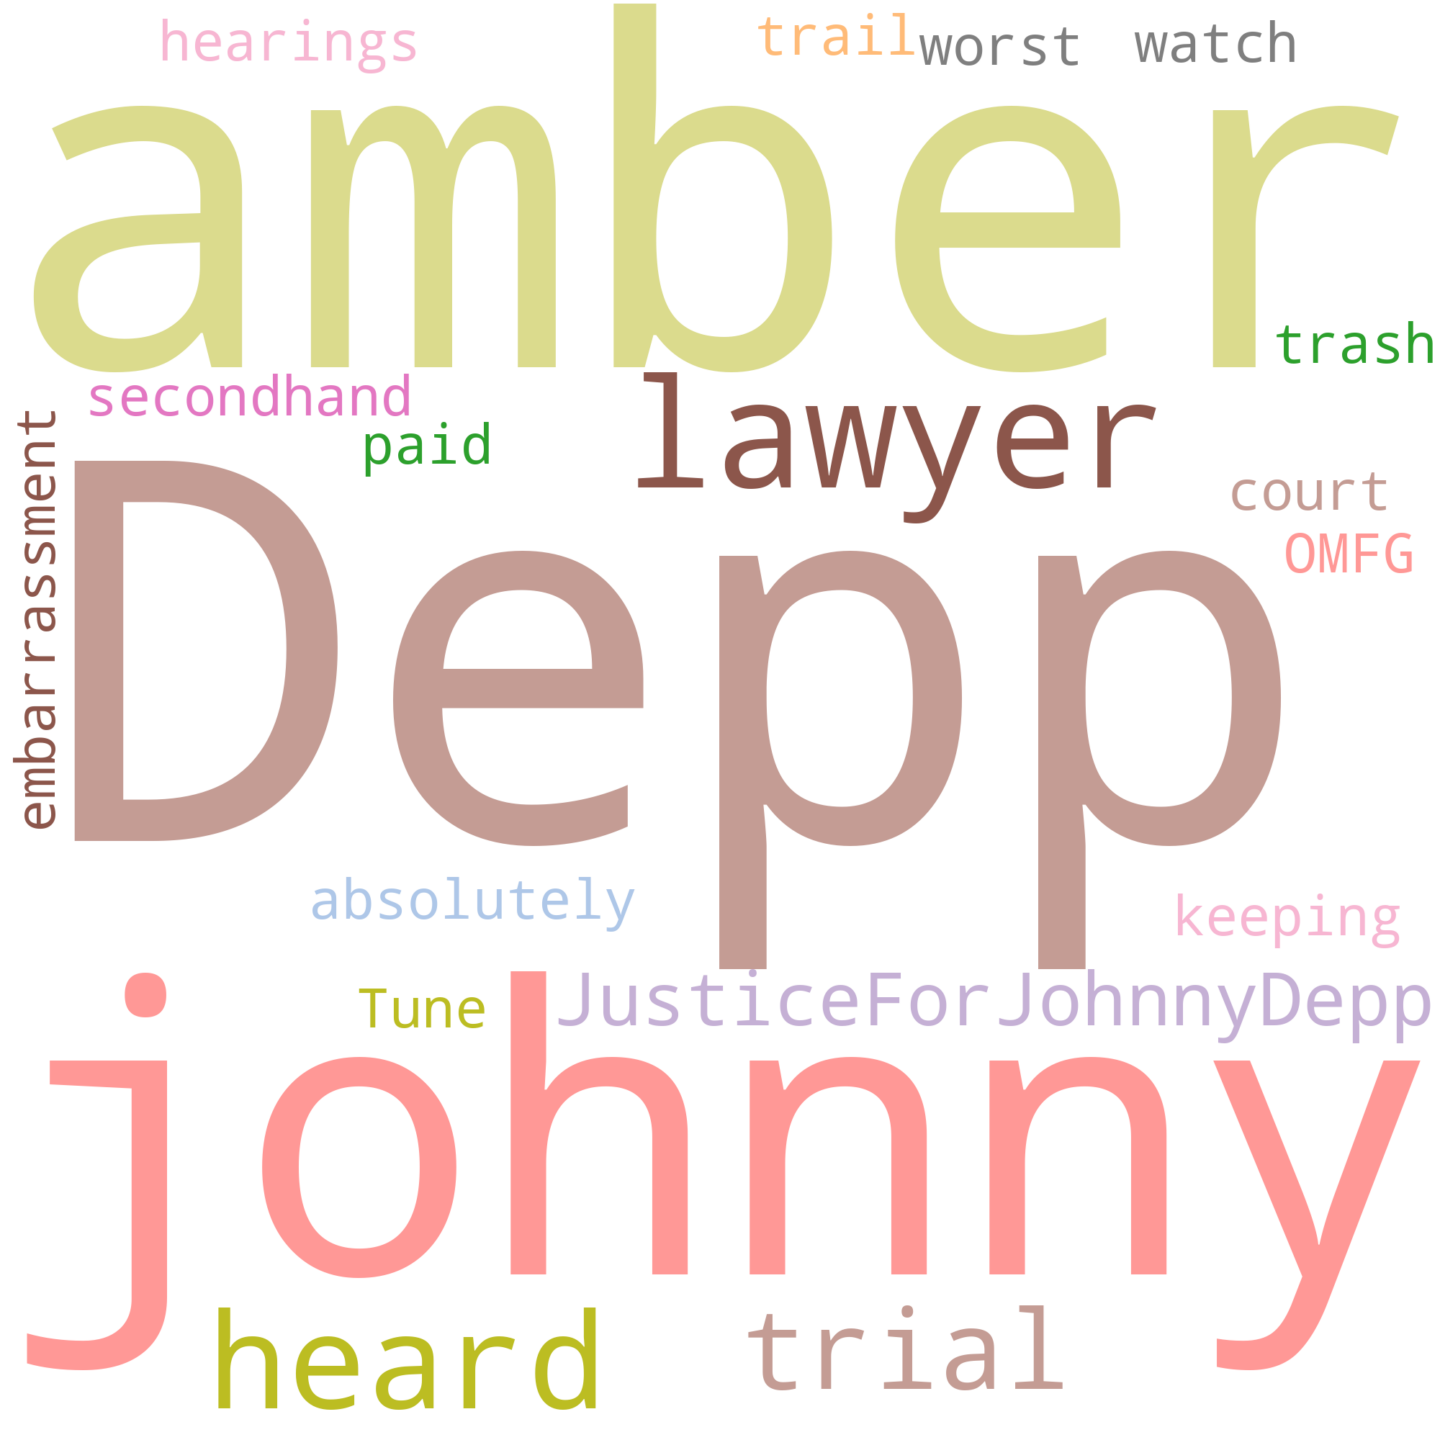 hearings trail worst watch
amber
trash
secondhand
lawyer
paid
embarrassment
court
OMFG
Depp
absolutely
keeping
Tune
JusticeForJohnnyDepp
johnny
heard
trial